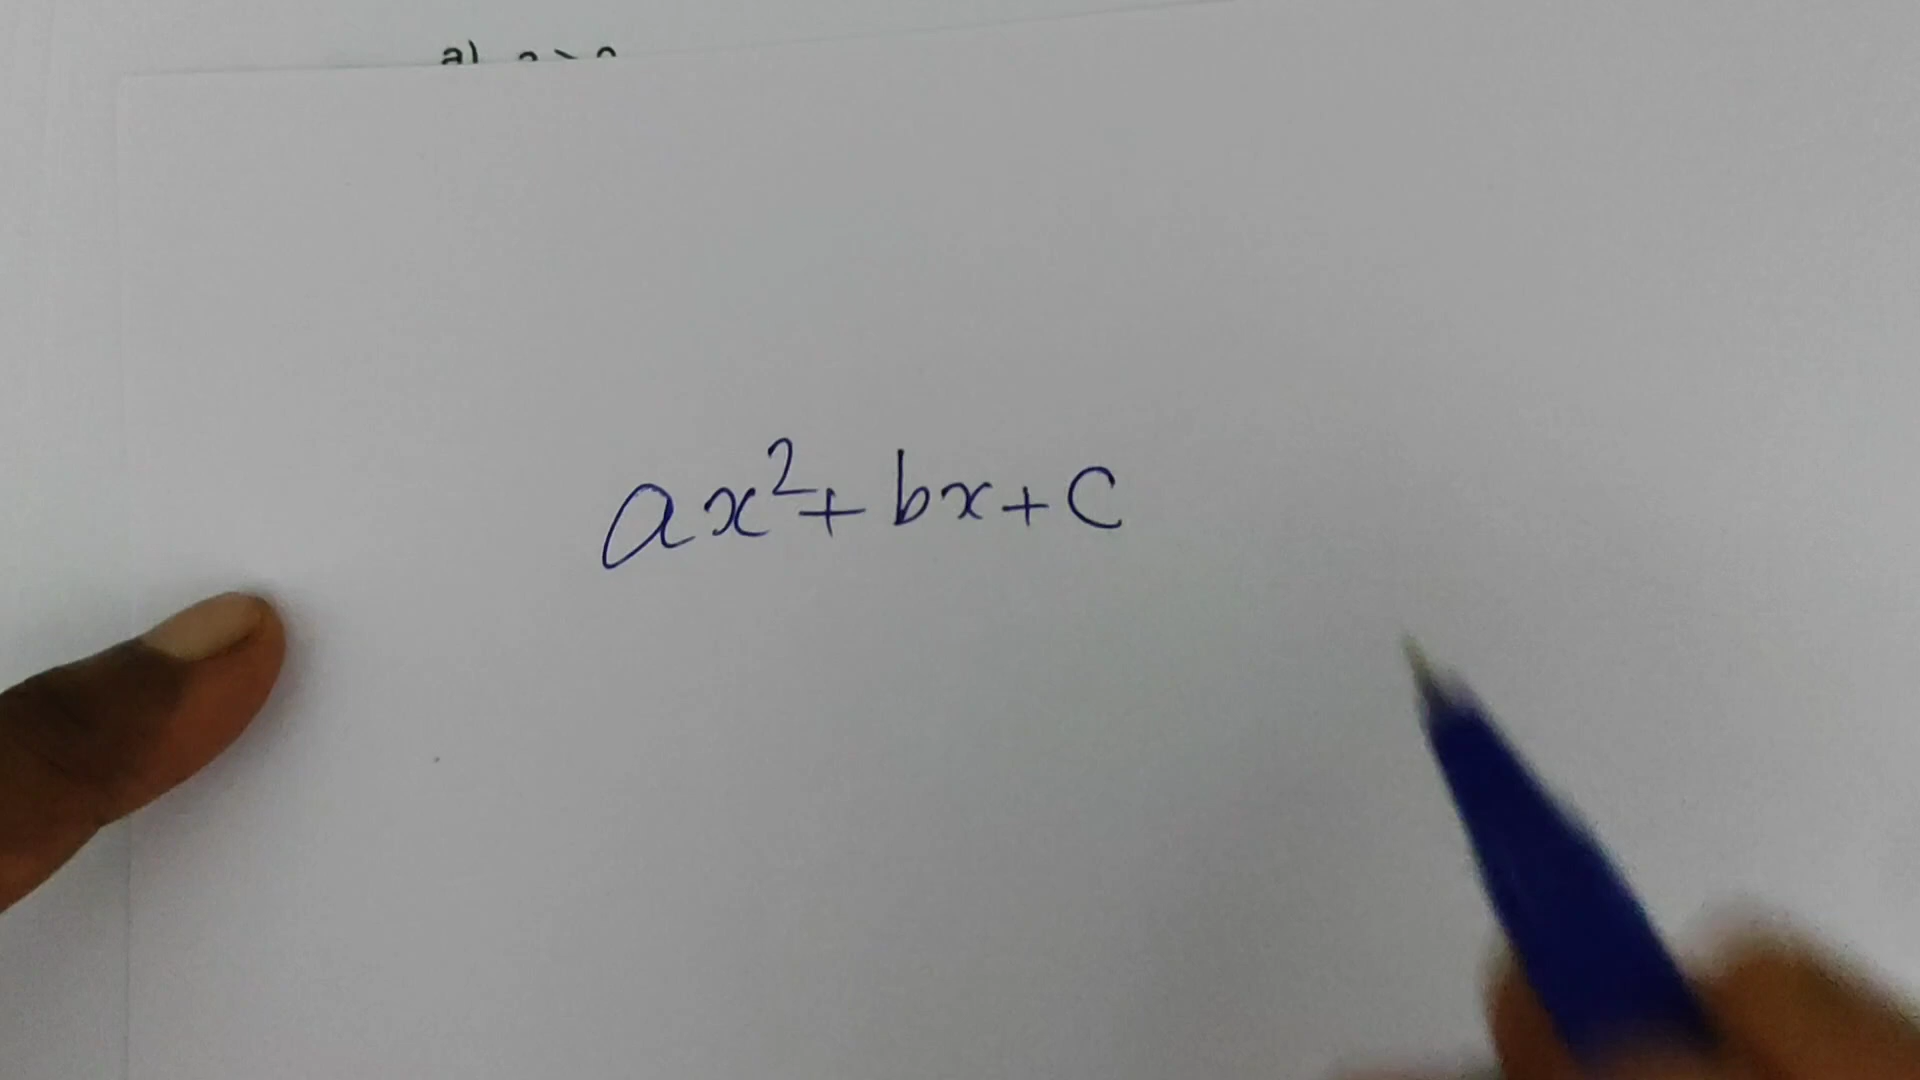 a)
ax²+ bx + c